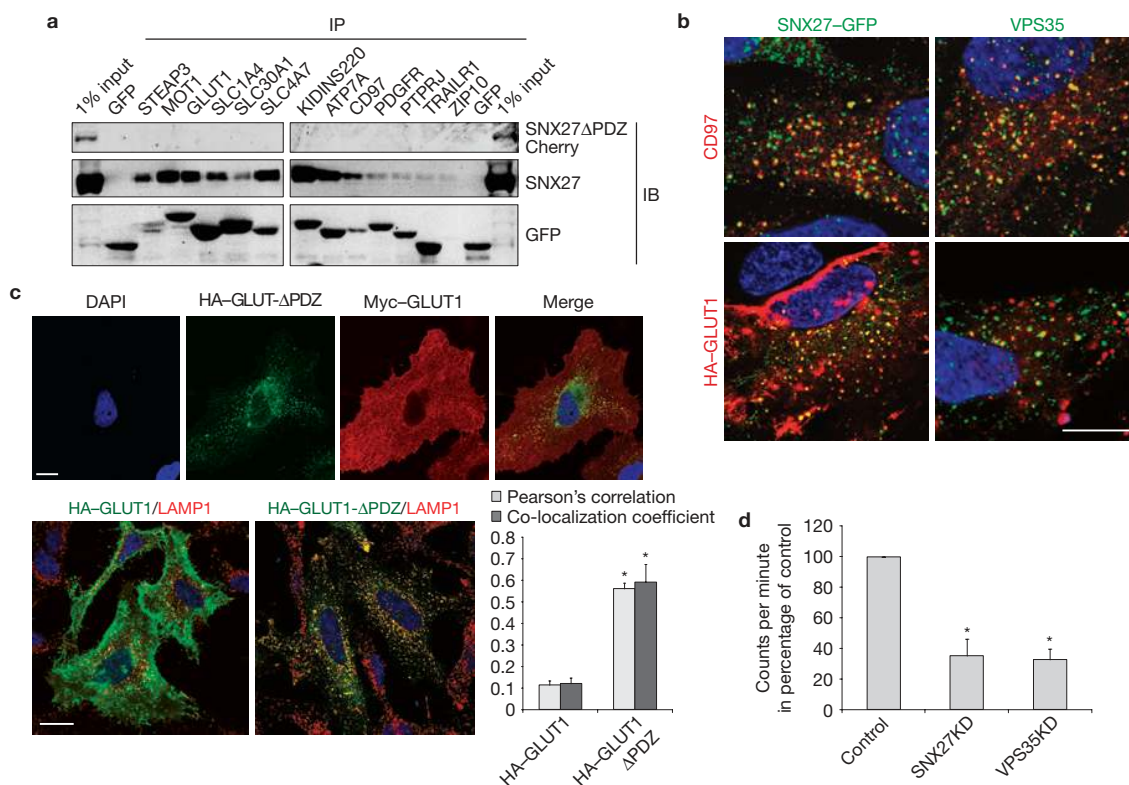 a
IP
1% input
GFP
STEAP3
MOT1
GLUT1
SLC1A4
SLC30A1
SLC4A7
KIDINS220
ATP7A
CD97
PDGFR
PTPRJ
TRAILR1
ZIP10
GFP
1% input
SNX27ΔPDZ
Cherry
SNX27
GFP
IB
b
SNX27–GFP
VPS35
CD97
HA–GLUT1
c
DAPI
HA–GLUT-ΔPDZ
Myc–GLUT1
Merge
HA–GLUT1/LAMP1
HA–GLUT1-ΔPDZ/LAMP1
Pearson's correlation
Co-localization coefficient
0.8
0.7
0.6
0.5
0.4
0.3
0.2
0.1
0
* *
HA–GLUT1
HA–GLUT1
ΔPDZ
d
Counts per minute
in percentage of control
120
100
80
60
40
20
0
* *
Control
SNX27KD
VPS35KD